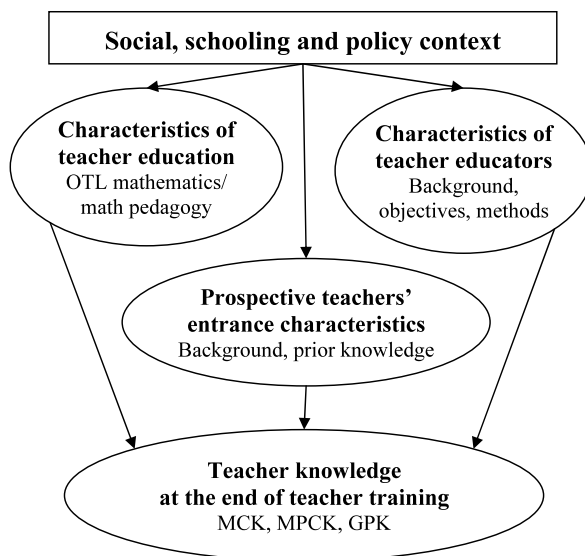 Social, schooling and policy context
Characteristics of
teacher education
OTL mathematics/
math pedagogy
Characteristics of
teacher educators
Background,
objectives, methods
Prospective teachers’
entrance characteristics
Background, prior knowledge
Teacher knowledge
at the end of teacher training
MCK, MPCK, GPK